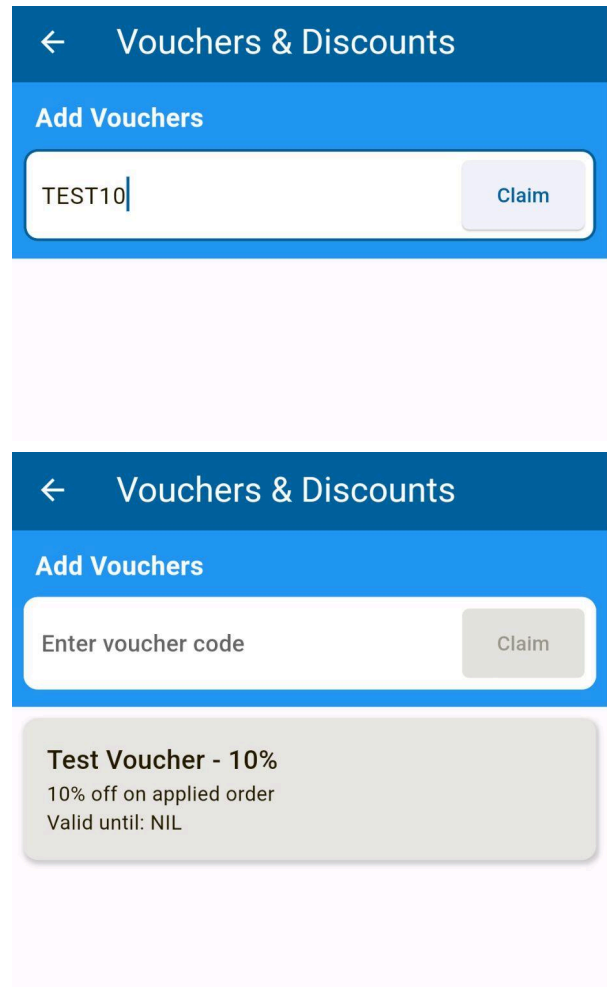 Vouchers & Discounts
Add Vouchers
TEST10
Claim
Vouchers & Discounts
Add Vouchers
Enter voucher code
Claim
Test Voucher - 10%
10% off on applied order
Valid until: NIL